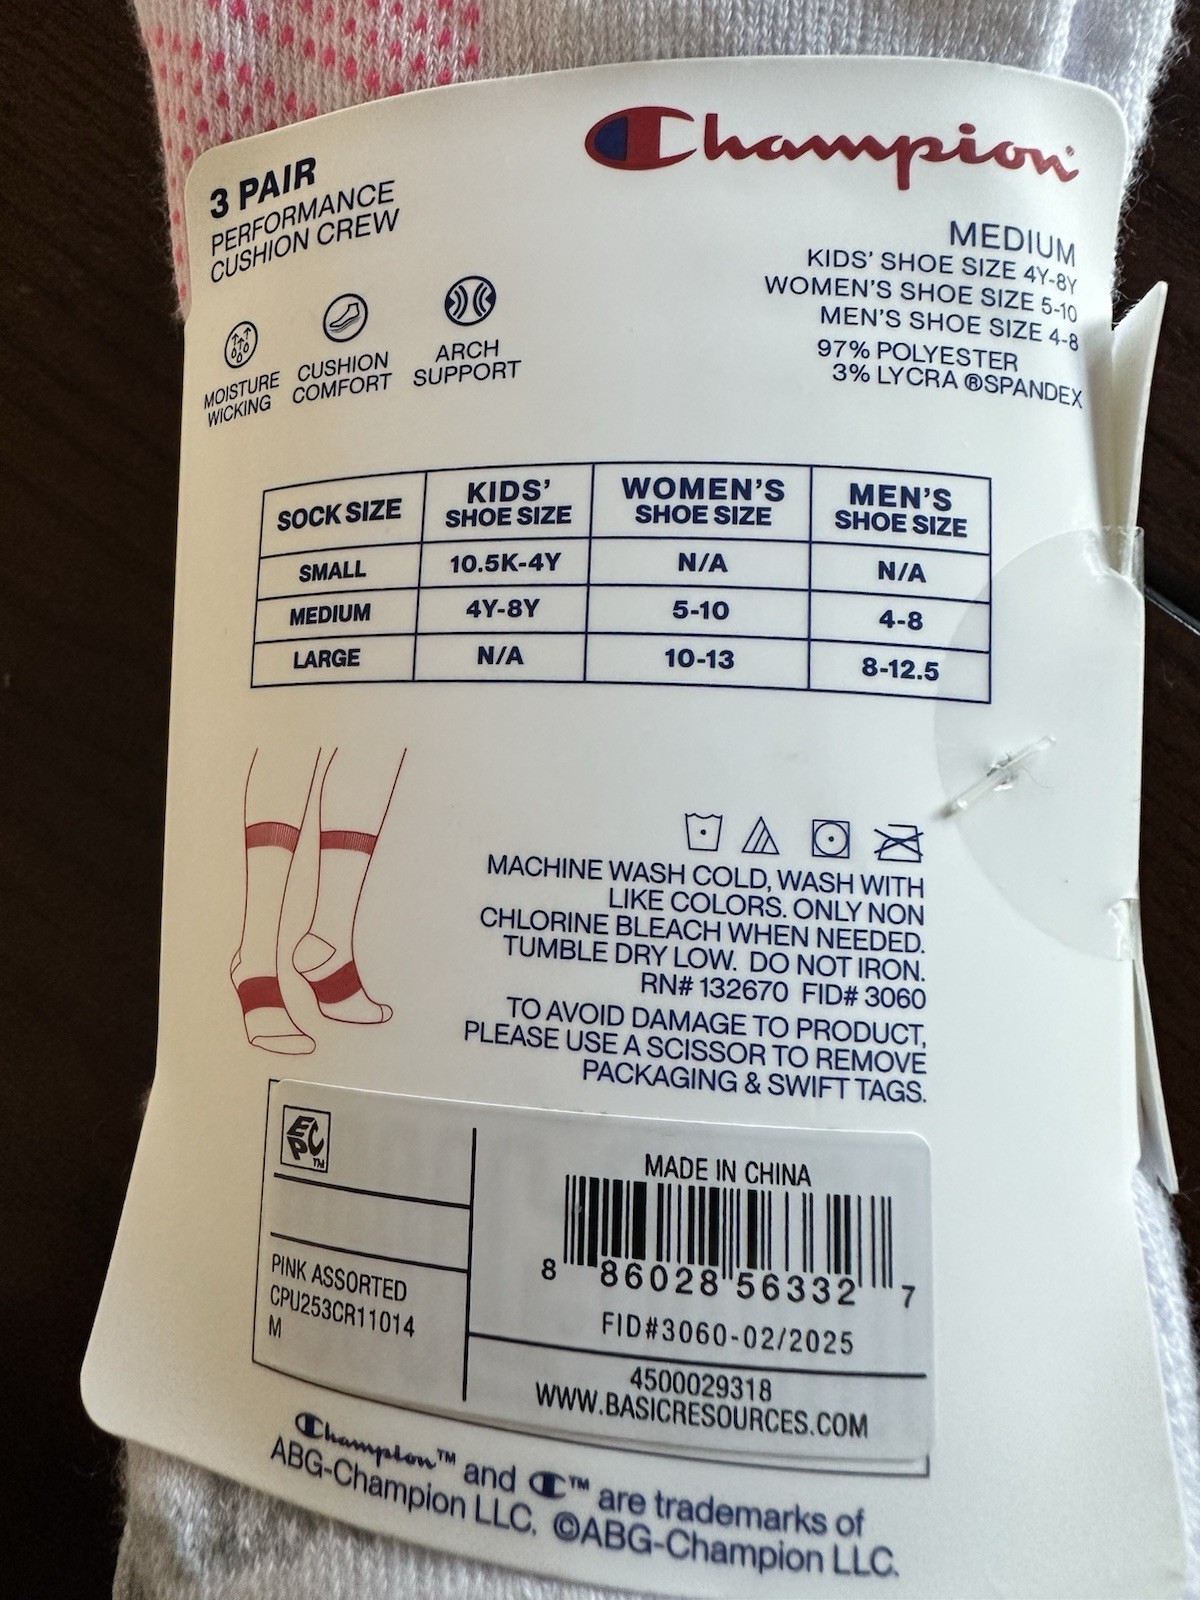 Champion
3 PAIR
PERFORMANCE
CUSHION CREW
MOISTURE
WICKING
CUSHION
COMFORT
ARCH
SUPPORT
MEDIUM
KIDS' SHOE SIZE 4Y-8Y
WOMEN'S SHOE SIZE 5-10
MEN'S SHOE SIZE 4-8
97% POLYESTER
3% LYCRA ®SPANDEX
SOCK SIZE KIDS' SHOE SIZE WOMEN'S SHOE SIZE MEN'S SHOE SIZE
SMALL 10.5K-4Y N/A N/A
MEDIUM 4Y-8Y 5-10 4-8
LARGE N/A 10-13 8-12.5
MACHINE WASH COLD, WASH WITH
LIKE COLORS. ONLY NON
CHLORINE BLEACH WHEN NEEDED.
TUMBLE DRY LOW. DO NOT IRON.
RN# 132670 FID# 3060
TO AVOID DAMAGE TO PRODUCT,
PLEASE USE A SCISSOR TO REMOVE
PACKAGING & SWIFT TAGS.
EPC™
PINK ASSORTED
CPU253CR11014
M
MADE IN CHINA
8 86028 56332 7
FID#3060-02/2025
4500029318
WWW.BASICRESOURCES.COM
Champion™ and C™ are trademarks of
ABG-Champion LLC. ©ABG-Champion LLC.